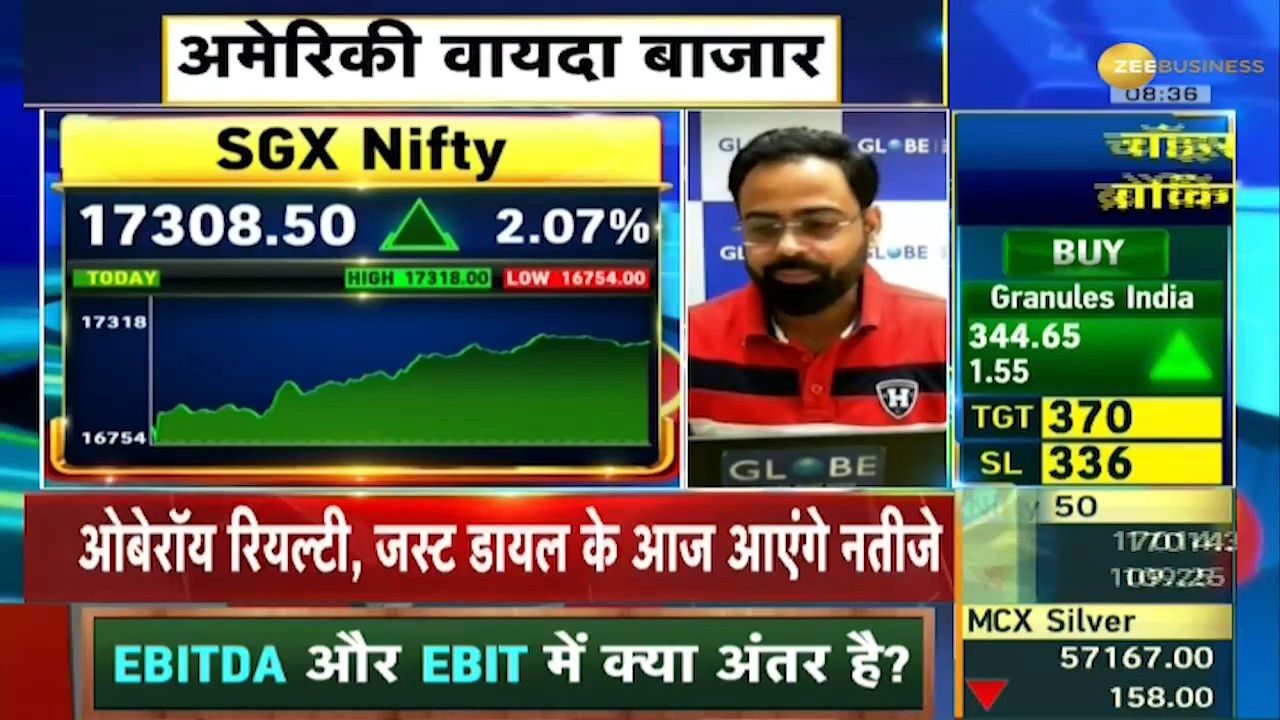 अमेरिकी वायदा बाजार
ZEEBUSINESS
08:36
SGX Nifty
17308.50 2.07%
TODAY HIGH 17318.00 LOW 16754.00
17318
16754
GLOBE
GLOBE
GLOBE
BUY
Granules India
344.65
1.55
TGT 370
SL 336
ओबेरॉय रियल्टी, जस्ट डायल के आज आएंगे नतीजे
50
MCX Silver
57167.00
158.00
EBITDA और EBIT में क्या अंतर है?